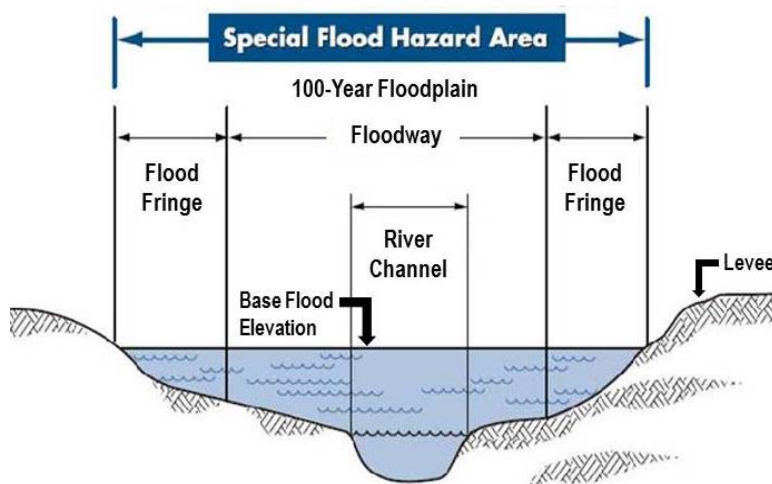 Special Flood Hazard Area
100-Year Floodplain
Floodway
Flood
Fringe
Flood
Fringe
River
Channel
Levee
Base Flood
Elevation